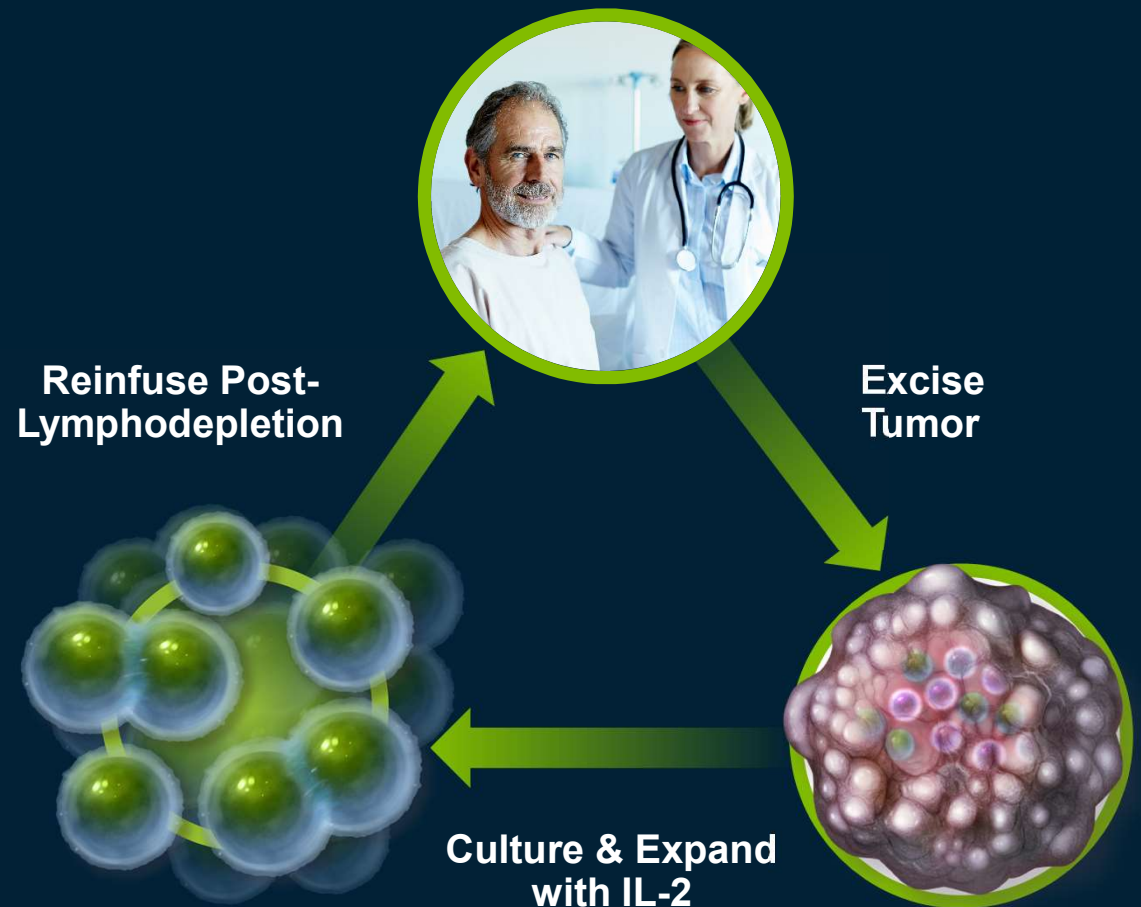 Reinfuse Post-
Lymphodepletion
Excise
Tumor
Culture & Expand
with IL-2